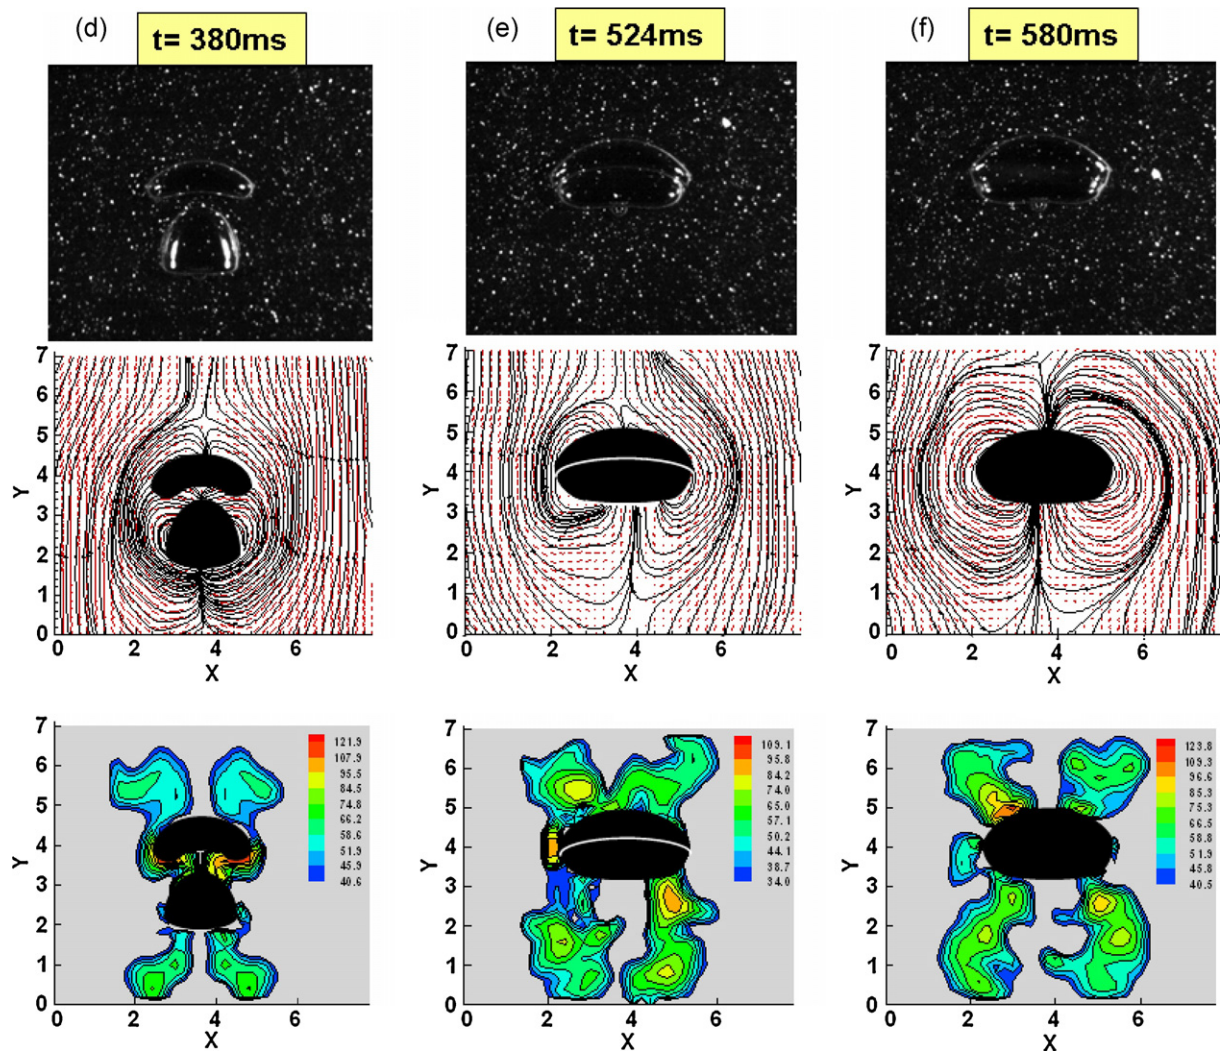 (d) t= 380ms (e) t= 524ms (f) t= 580ms
7 6 5 4 3 2 1 0
Y
0 2 4 6
X
7 6 5 4 3 2 1 0
Y
0 2 4 6
X
7 6 5 4 3 2 1 0
Y
0 2 4 6
X
7 6 5 4 3 2 1 0
Y
0 2 4 6
X
121.9
107.9
95.5
84.5
74.8
66.2
58.6
51.9
45.9
40.6
7 6 5 4 3 2 1 0
Y
0 2 4 6
X
109.1
95.8
84.2
74.0
65.0
57.1
50.2
44.1
38.7
34.0
7 6 5 4 3 2 1 0
Y
0 2 4 6
X
123.8
109.3
96.6
85.3
75.3
66.5
58.8
51.9
45.8
40.5